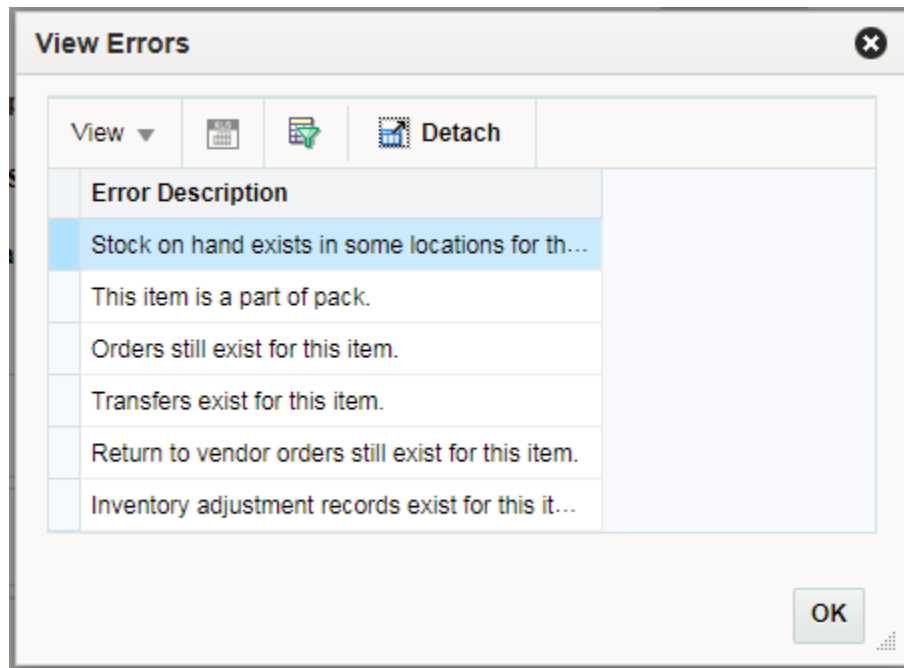 View Errors
View
Detach
Error Description
Stock on hand exists in some locations for th...
This item is a part of pack.
Orders still exist for this item.
Transfers exist for this item.
Return to vendor orders still exist for this item.
Inventory adjustment records exist for this it...
OK